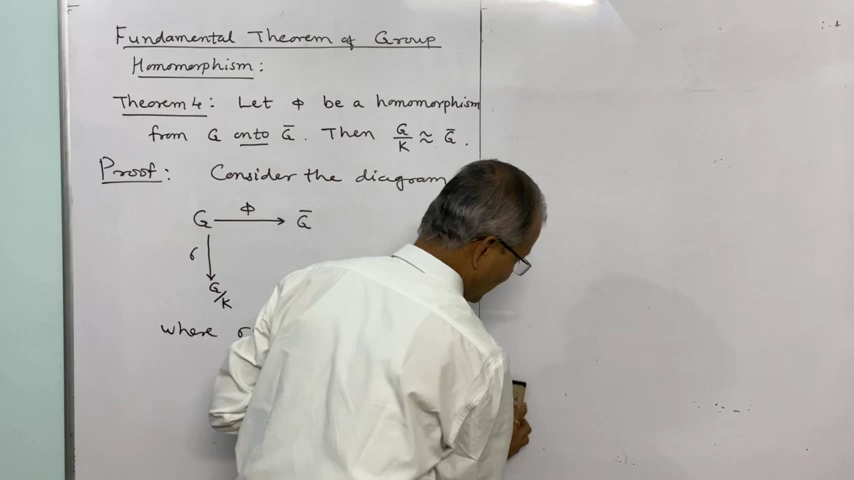 Fundamental Theorem of Group
Homomorphism:
Theorem 4: Let ϕ be a homomorphism
from G onto G̅. Then G/K ≈ G̅.
Proof: Consider the diagram
G ϕ→ G̅
σ
G/K
where σ